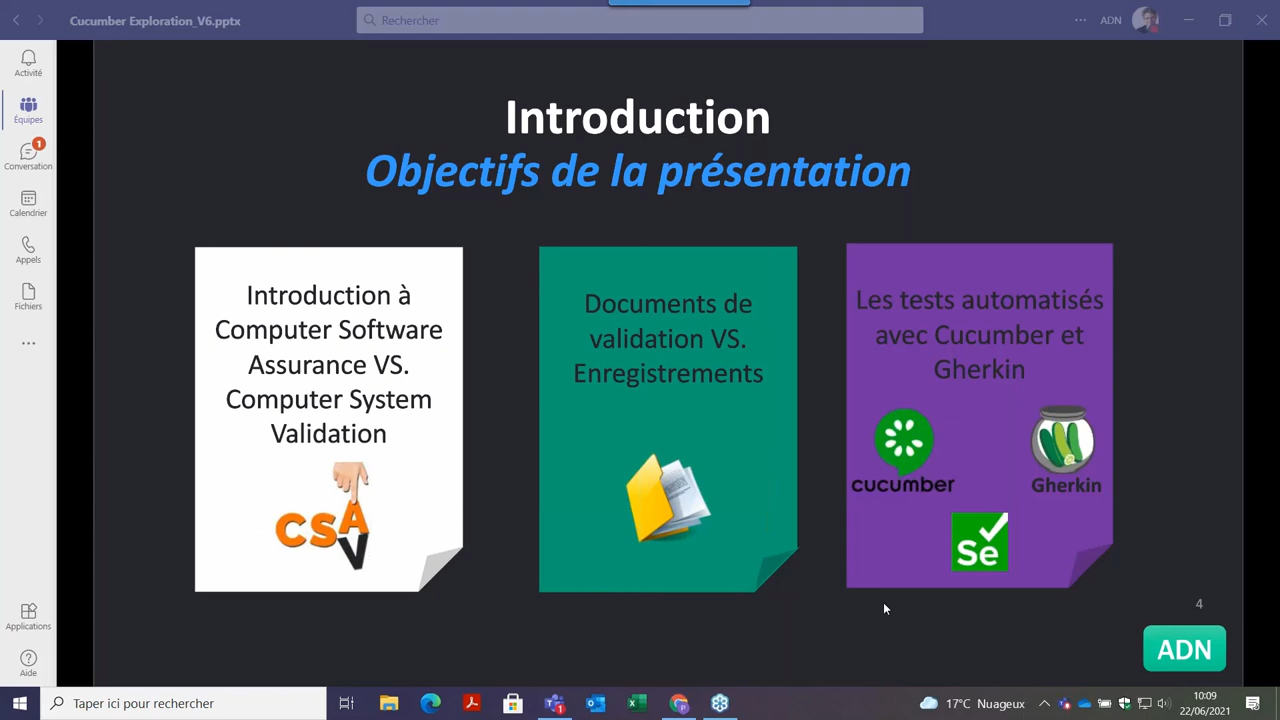 Cucumber Exploration_V6.pptx
Rechercher
ADN
Activité
Équipes
1
Conversation
Calendrier
Appels
Fichiers
Applications
Aide
Introduction
Objectifs de la présentation
Introduction à
Computer Software
Assurance VS.
Computer System
Validation
CSA
V
Documents de
validation VS.
Enregistrements
Les tests automatisés
avec Cucumber et
Gherkin
cucumber
Gherkin
Se
4
ADN
Taper ici pour rechercher
17°C Nuageux
10:09
22/06/2021